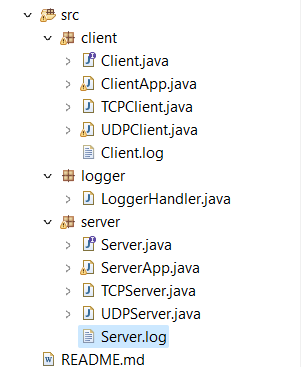 src
client
Client.java
ClientApp.java
TCPClient.java
UDPClient.java
Client.log
logger
LoggerHandler.java
server
Server.java
ServerApp.java
TCPServer.java
UDPServer.java
Server.log
README.md